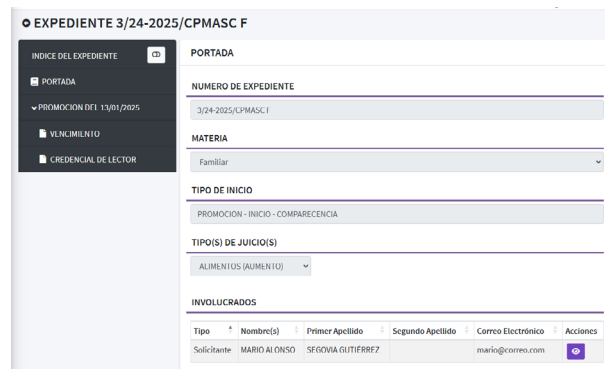 EXPEDIENTE 3/24-2025/CPMASC F
INDICE DEL EXPEDIENTE
PORTADA
PROMOCION DEL 13/01/2025
VENCIMIENTO
CREDENCIAL DE LECTOR
PORTADA
NUMERO DE EXPEDIENTE
3/24-2025/CPMASC F
MATERIA
Familiar
TIPO DE INICIO
PROMOCION - INICIO - COMPARECENCIA
TIPO(S) DE JUICIO(S)
ALIMENTOS (AUMENTO)
INVOLUCRADOS
Tipo Nombre(s) Primer Apellido Segundo Apellido Correo Electrónico Acciones
Solicitante MARIO ALONSO SEGOVIA GUTIÉRREZ mario@correo.com